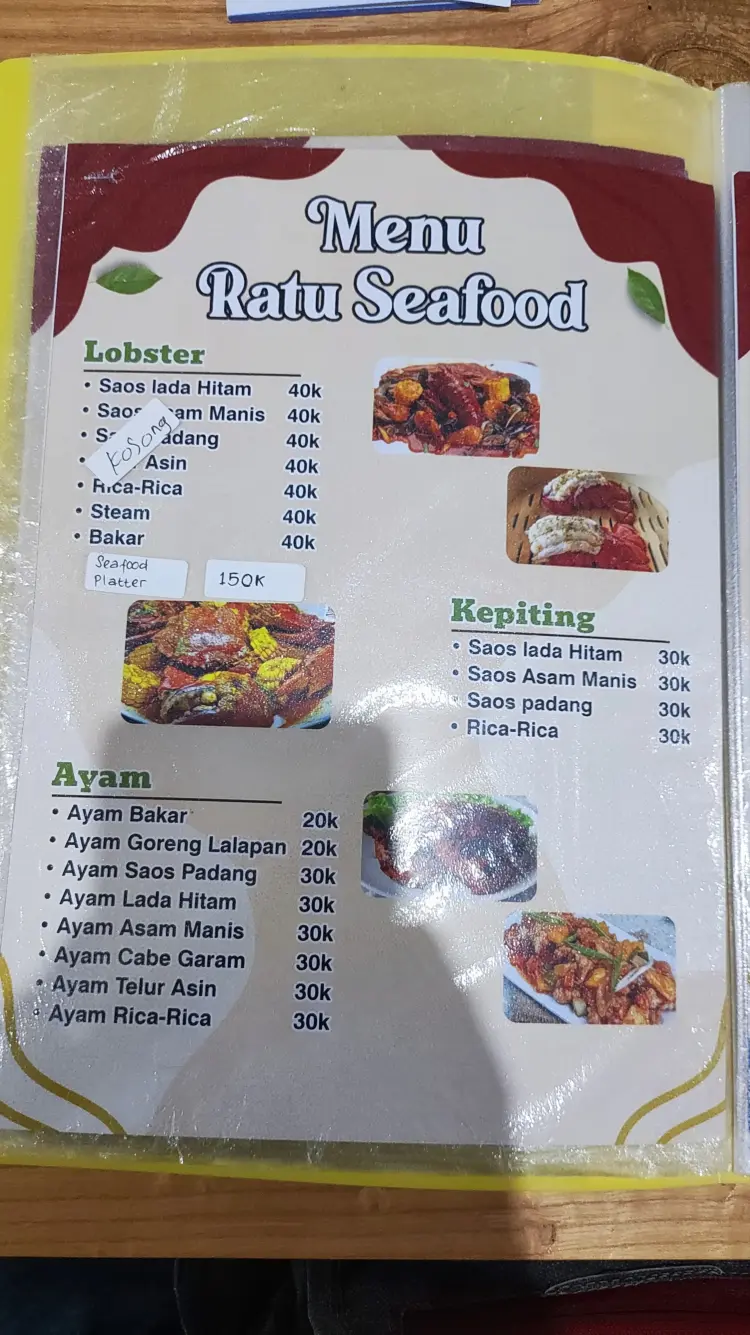 Menu
Ratu Seafood
Lobster
• Saos lada Hitam 40k
• Saos Asam Manis 40k
• Saos Padang 40k
Kosong
• Asin 40k
• Rica-Rica 40k
• Steam 40k
• Bakar 40k
Seafood
Platter
150K
Kepiting
• Saos lada Hitam 30k
• Saos Asam Manis 30k
• Saos padang 30k
• Rica-Rica 30k
Ayam
• Ayam Bakar 20k
• Ayam Goreng Lalapan 20k
• Ayam Saos Padang 30k
• Ayam Lada Hitam 30k
• Ayam Asam Manis 30k
• Ayam Cabe Garam 30k
• Ayam Telur Asin 30k
• Ayam Rica-Rica 30k